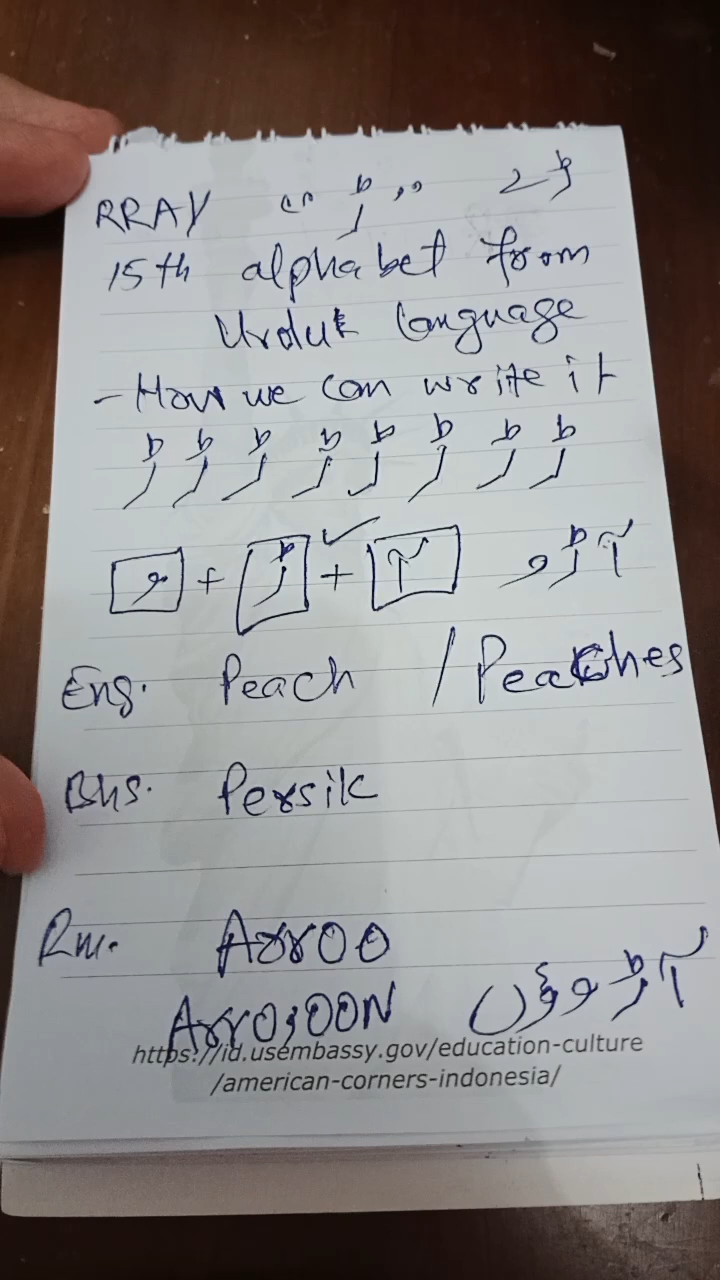 RRAY “ ڑ ” ڑے
15th alphabet from
Urduk language
- How we can write it
ڑ ڑ ڑ ڑ ڑ ڑ ڑ ڑ
و + ڑ + آ آڑو
Eng. Peach / Peaches
Bhs. Persik
Rm. Arroo
Arro,ooN آڑوؤں
https://id.usembassy.gov/education-culture
/american-corners-indonesia/